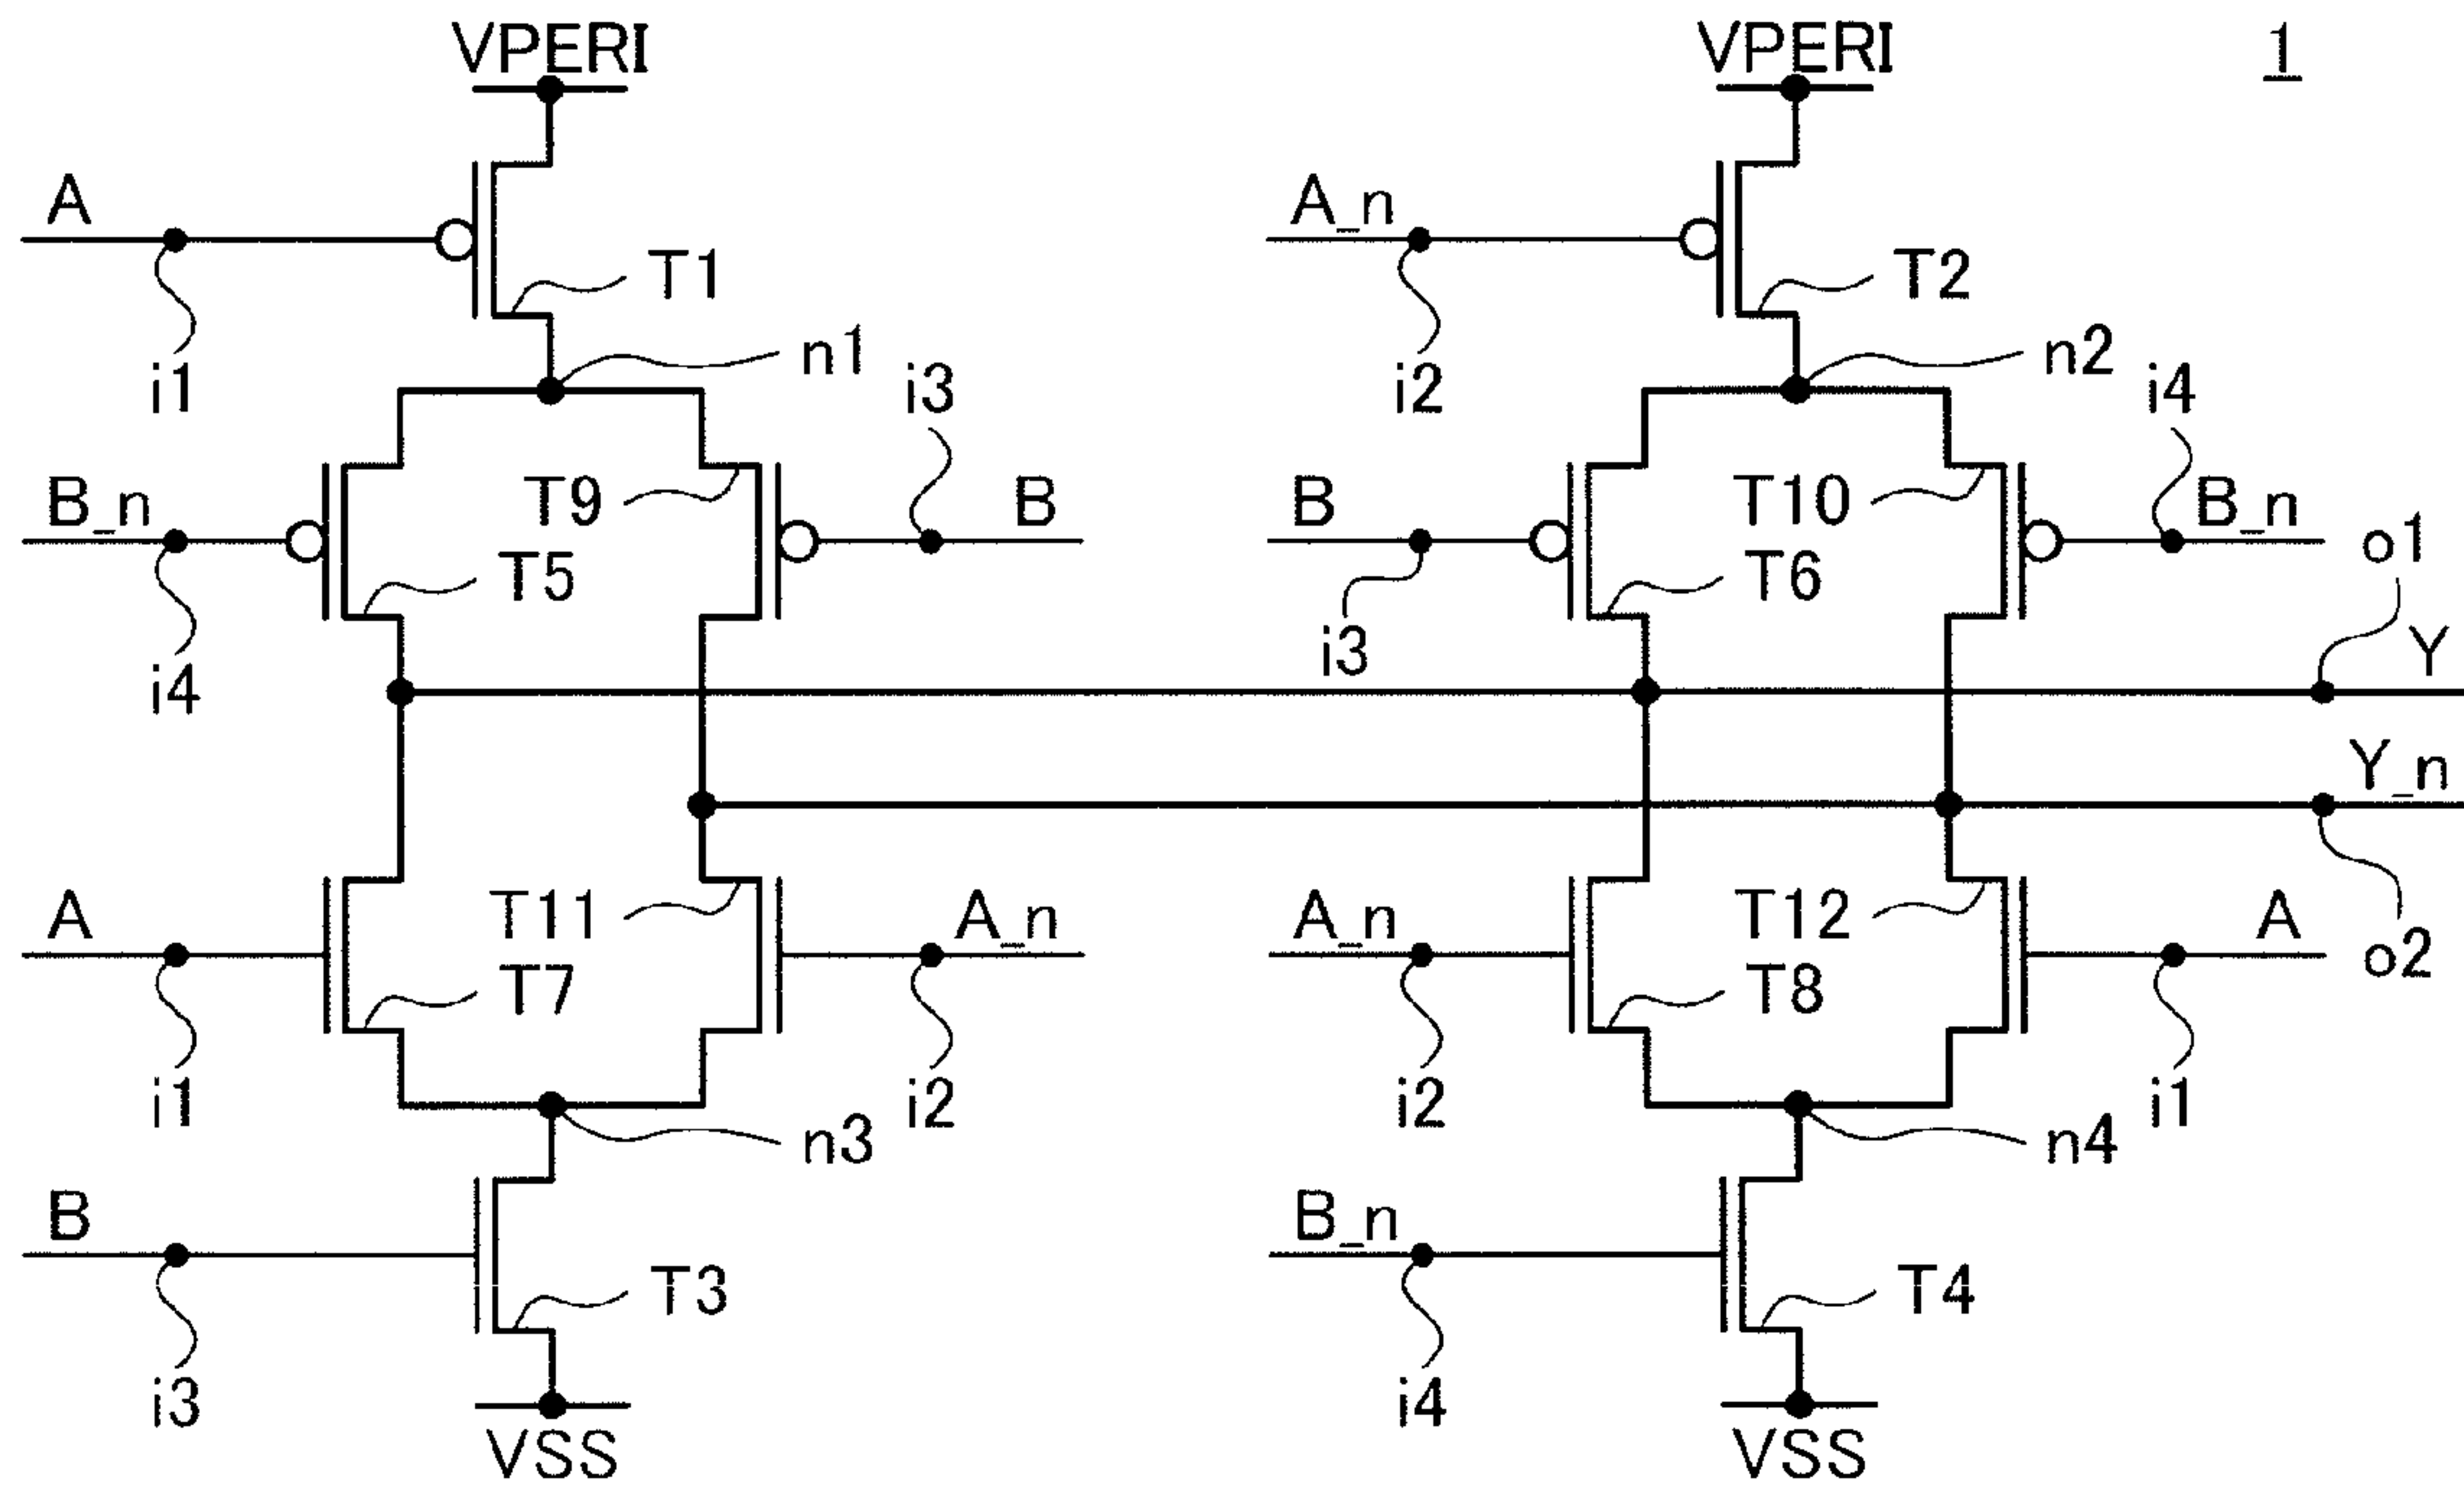 VPERI VPERI 1
A A_n
T1 T2
n1 n2
i1 i3 i2 i4
B_n T9 B B T10 B_n
T5 T6 o1
i4 i3 Y
Y_n
A T11 A_n A_n T12 A
T7 T8 o2
i1 i2 i2 i1
n3 n4
B B_n
T3 T4
i3 i4
VSS VSS